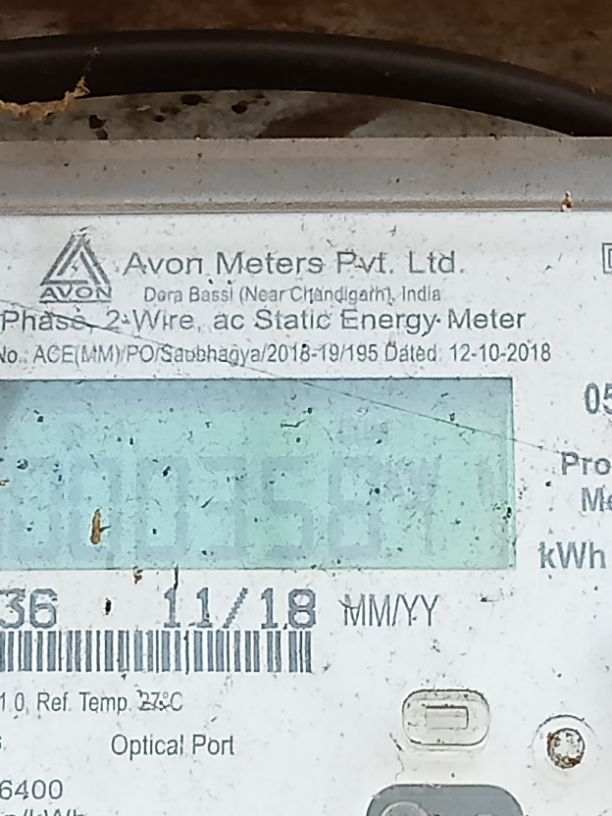 Avon Meters Pvt. Ltd.
AVON
Dera Bassi (Near Chandigarh), India
Phase, 2-Wire, ac Static Energy Meter
No.: ACE(MM)/PO/Saubhagya/2018-19/195 Dated: 12-10-2018
05
Pro
kWh
36 11/18 MM/YY
1.0, Ref. Temp. 27°C
Optical Port
6400